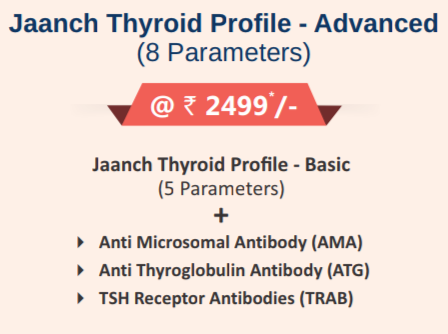 Jaanch Thyroid Profile - Advanced
(8 Parameters)
@ ₹ 2499*/-
Jaanch Thyroid Profile - Basic
(5 Parameters)
+
Anti Microsomal Antibody (AMA)
Anti Thyroglobulin Antibody (ATG)
TSH Receptor Antibodies (TRAB)